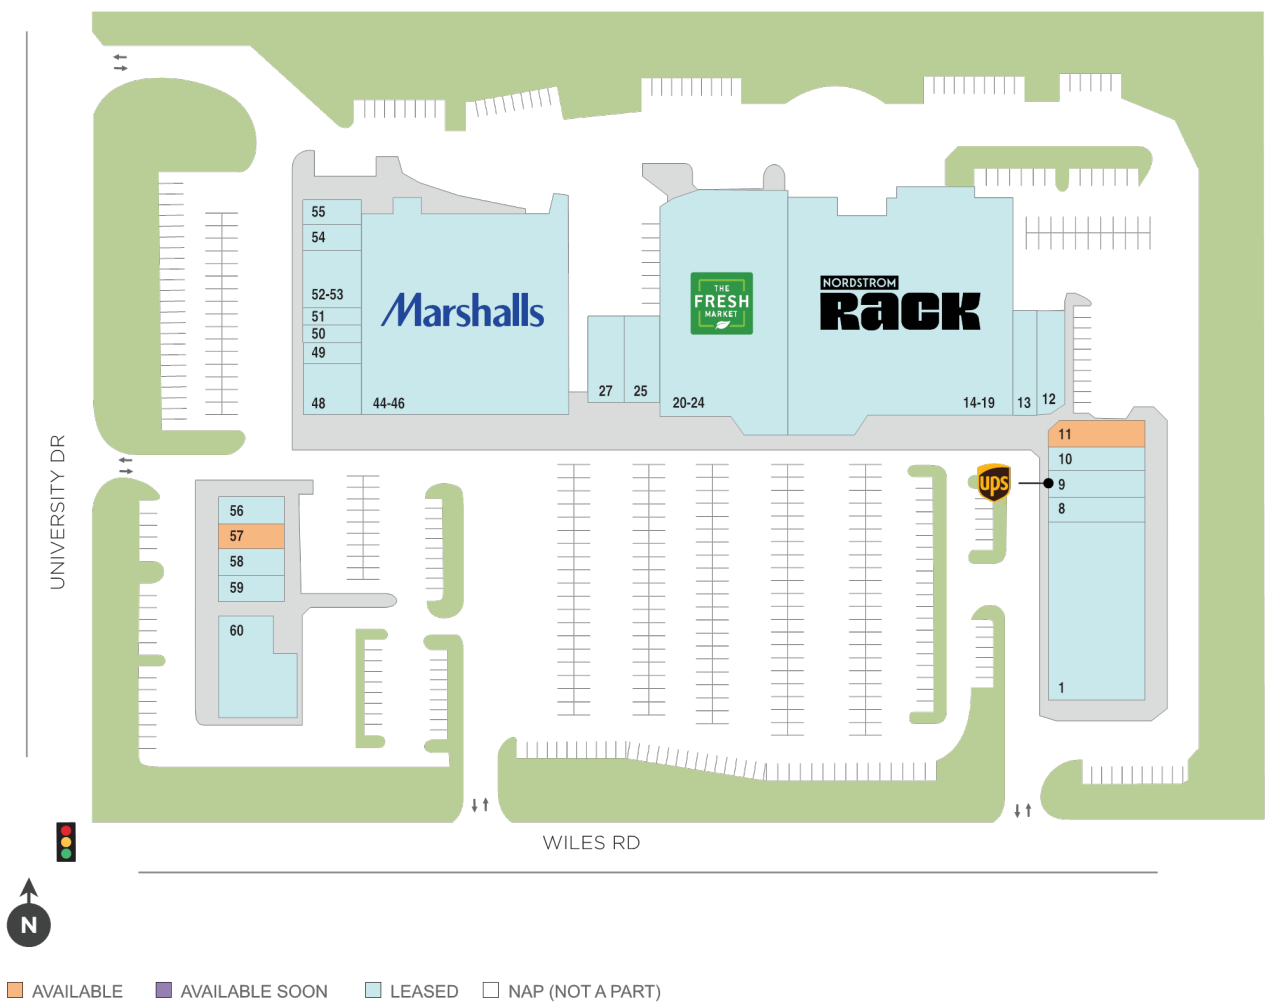 55
54
52-53
51
50
49
48
Marshalls
44-46
27
25
THE
FRESH
MARKET
20-24
NORDSTROM
RACK
14-19
13
12
11
10
9
8
1
ups
UNIVERSITY DR
56
57
58
59
60
WILES RD
N
AVAILABLE
AVAILABLE SOON
LEASED
NAP (NOT A PART)